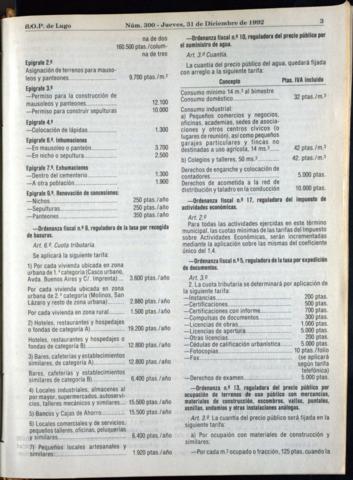 B.O.P. de Lugo
Núm. 300 - Jueves, 31 de Diciembre de 1992
3
na de dos
160.500 ptas./colum-
na de tres
Epígrafe 2.º
Asignación de terrenos para mauso-
leos y panteones 9.700 ptas./m.²
Epígrafe 3.º
—Permiso para la construcción de
mausoleos y panteones 12.100
—Permiso para construir sepulturas 10.000
Epígrafe 4.º
—Colocación de lápidas 1.300
Epígrafe 6.º. Inhumaciones
—En mausoleo o panteón 3.700
—En nicho o sepultura 2.500
Epígrafe 7.º. Exhumaciones
—Dentro del cementerio 1.300
—A otra población 1.900
Epígrafe 9.º. Renovación de concesiones:
—Nichos 250 ptas./año
—Sepulturas 250 ptas./año
—Panteones 350 ptas./año
—Ordenanza fiscal n.º 8, reguladora de la tasa por recogida
de basuras.
Art. 6.º. Cuota tributaria.
Se aplicará la siguiente tarifa:
1) Por cada vivienda ubicada en zona
urbana de 1.ª categoría (Casco urbano,
Avda. Buenos Aires y C/. Imprenta) 3.600 ptas./año
Por cada vivienda ubicada en zona
urbana de 2.ª categoría (Molinos, San
Lázaro y resto de zona urbana) 2.880 ptas./año
Por cada vivienda en zona rural 1.500 ptas./año
2) Hoteles, restaurantes y hospedajes
o fondas de categoría A) 19.200 ptas./año
Hoteles, restaurantes y hospedajes o
fondas de categoría B) 12.800 ptas./año
3) Bares, cafeterías y establecimientos
similares de categoría A) 12.800 ptas./año
Bares, cafeterías y establecimientos
similares de categoría B) 6.400 ptas./año
4) Locales industriales, almacenes al
por mayor, supermercados, autoservi-
cios, talleres mecánicos y similares 15.500 ptas./año
5) Bancos y Cajas de Ahorro 15.500 ptas./año
6) Locales comerciales y de servicios,
pequeños talleres, oficinas, peluquerías
y similares 6.400 ptas./año
7) Pequeños locales artesanales y
similares 1.920 ptas./año
—Ordenanza fiscal n.º 10, reguladora del precio público por
el suministro de agua.
Art. 3.º Cuantía.
La cuantía del precio público del agua, quedará fijada
con arreglo a la siguiente tarifa:
Concepto Ptas. IVA incluido
Consumo mínimo 14 m.³ al bimestre
Consumo doméstico 32 ptas./m.³
Consumo industrial:
a) Pequeños comercios y negocios,
oficinas, academias, sedes de asocia-
ciones y otros centros cívicos (o
lugares de reunión), así como pequeños
garajes particulares y fincas no
destinadas a uso agrícola, 14 ms.³ 42 ptas./m.³
b) Colegios y talleres, 50 ms.³ 42. ptas./m.³
Derechos de enganche y colocación de
contadores 5.000 ptas.
Derechos de acometida a la red de
distribución y taladro en la conducción 10.000 ptas.
—Ordenanza fiscal n.º 17, reguladora del impuesto de
actividades económicas.
Art. 2.º
Para todas las actividades ejercidas en este término
municipal, las cuotas mínimas de las tarifas del Impuesto
sobre Actividades Económicas, serán incrementadas
mediante la aplicación sobre las mismas del coeficiente
único del 1,4.
—Ordenanza fiscal n.º 5, reguladora de la tasa por expedición
de documentos.
Art. 3.º
2. La cuota tributaria se determinará por aplicación de
la siguiente tarifa:
—Instancias 200 ptas.
—Certificaciones 500 ptas.
—Certificaciones con informe 700 ptas.
—Compulsas de documentos 300 ptas.
—Licencias de obras 1.000 ptas.
—Licencias de apertura 5.000 ptas.
—Otras licencias 200 ptas.
—Cédulas de calificación urbanística 5.000 ptas.
—Fotocopias 10 ptas./folio
—Fax (se aplicará
según tarifa
telefónica)
—Derechos de examen 5.000 ptas.
—Ordenanza n.º 13, reguladora del precio público por
ocupación de terrenos de uso público con mercancías,
materiales de construcción, escombros, vallas, puntales,
asnillas, andamios y otras instalaciones análogas.
Art. 2.º La cuantía del precio público será fijada en la
siguiente tarifa:
a) Por ocupación con materiales de construcción y
similares:
—Por cada m.² ocupado o fracción, 125 ptas. cuando la